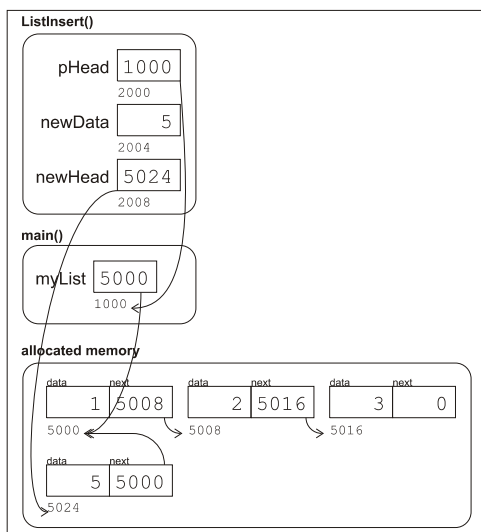 ListInsert()
pHead 1000
2000
newData 5
2004
newHead 5024
2008
main()
myList 5000
1000
allocated memory
data next data next data next
1 5008 2 5016 3 0
5000 5008 5016
data next
5 5000
5024